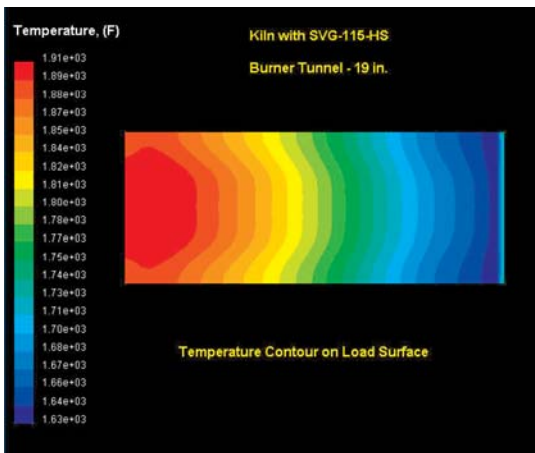 Temperature, (F)
Kiln with SVG-115-HS
Burner Tunnel - 19 in.
1.91e+03
1.89e+03
1.88e+03
1.87e+03
1.85e+03
1.84e+03
1.82e+03
1.81e+03
1.80e+03
1.78e+03
1.77e+03
1.75e+03
1.74e+03
1.73e+03
1.71e+03
1.70e+03
1.68e+03
1.67e+03
1.66e+03
1.64e+03
1.63e+03
Temperature Contour on Load Surface